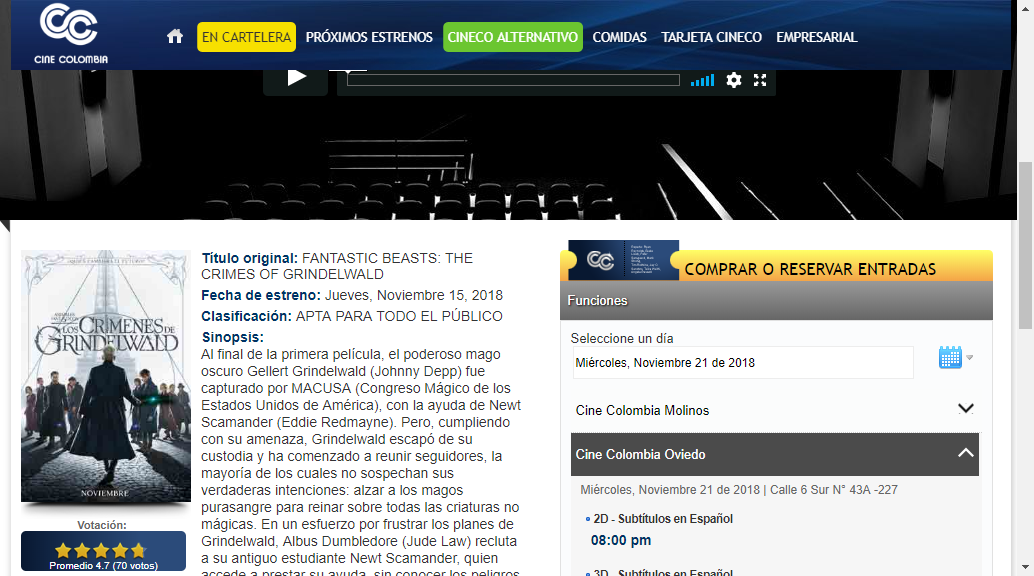 CINE COLOMBIA
EN CARTELERA
PRÓXIMOS ESTRENOS
CINECO ALTERNATIVO
COMIDAS
TARJETA CINECO
EMPRESARIAL
LOS CRÍMENES DE
GRINDELWALD
NOVIEMBRE
Votación:
Promedio 4.7 (70 votos)
Título original: FANTASTIC BEASTS: THE
CRIMES OF GRINDELWALD
Fecha de estreno: Jueves, Noviembre 15, 2018
Clasificación: APTA PARA TODO EL PÚBLICO
Sinopsis:
Al final de la primera película, el poderoso mago
oscuro Gellert Grindelwald (Johnny Depp) fue
capturado por MACUSA (Congreso Mágico de los
Estados Unidos de América), con la ayuda de Newt
Scamander (Eddie Redmayne). Pero, cumpliendo
con su amenaza, Grindelwald escapó de su
custodia y ha comenzado a reunir seguidores, la
mayoría de los cuales no sospechan sus
verdaderas intenciones: alzar a los magos
purasangre para reinar sobre todas las criaturas no
mágicas. En un esfuerzo por frustrar los planes de
Grindelwald, Albus Dumbledore (Jude Law) recluta
a su antiguo estudiante Newt Scamander, quien
accede a prestar su ayuda, sin conocer los peligros
COMPRAR O RESERVAR ENTRADAS
Funciones
Seleccione un día
Miércoles, Noviembre 21 de 2018
Cine Colombia Molinos
Cine Colombia Oviedo
Miércoles, Noviembre 21 de 2018 | Calle 6 Sur N° 43A -227
2D - Subtítulos en Español
08:00 pm
3D - Subtítulos en Español